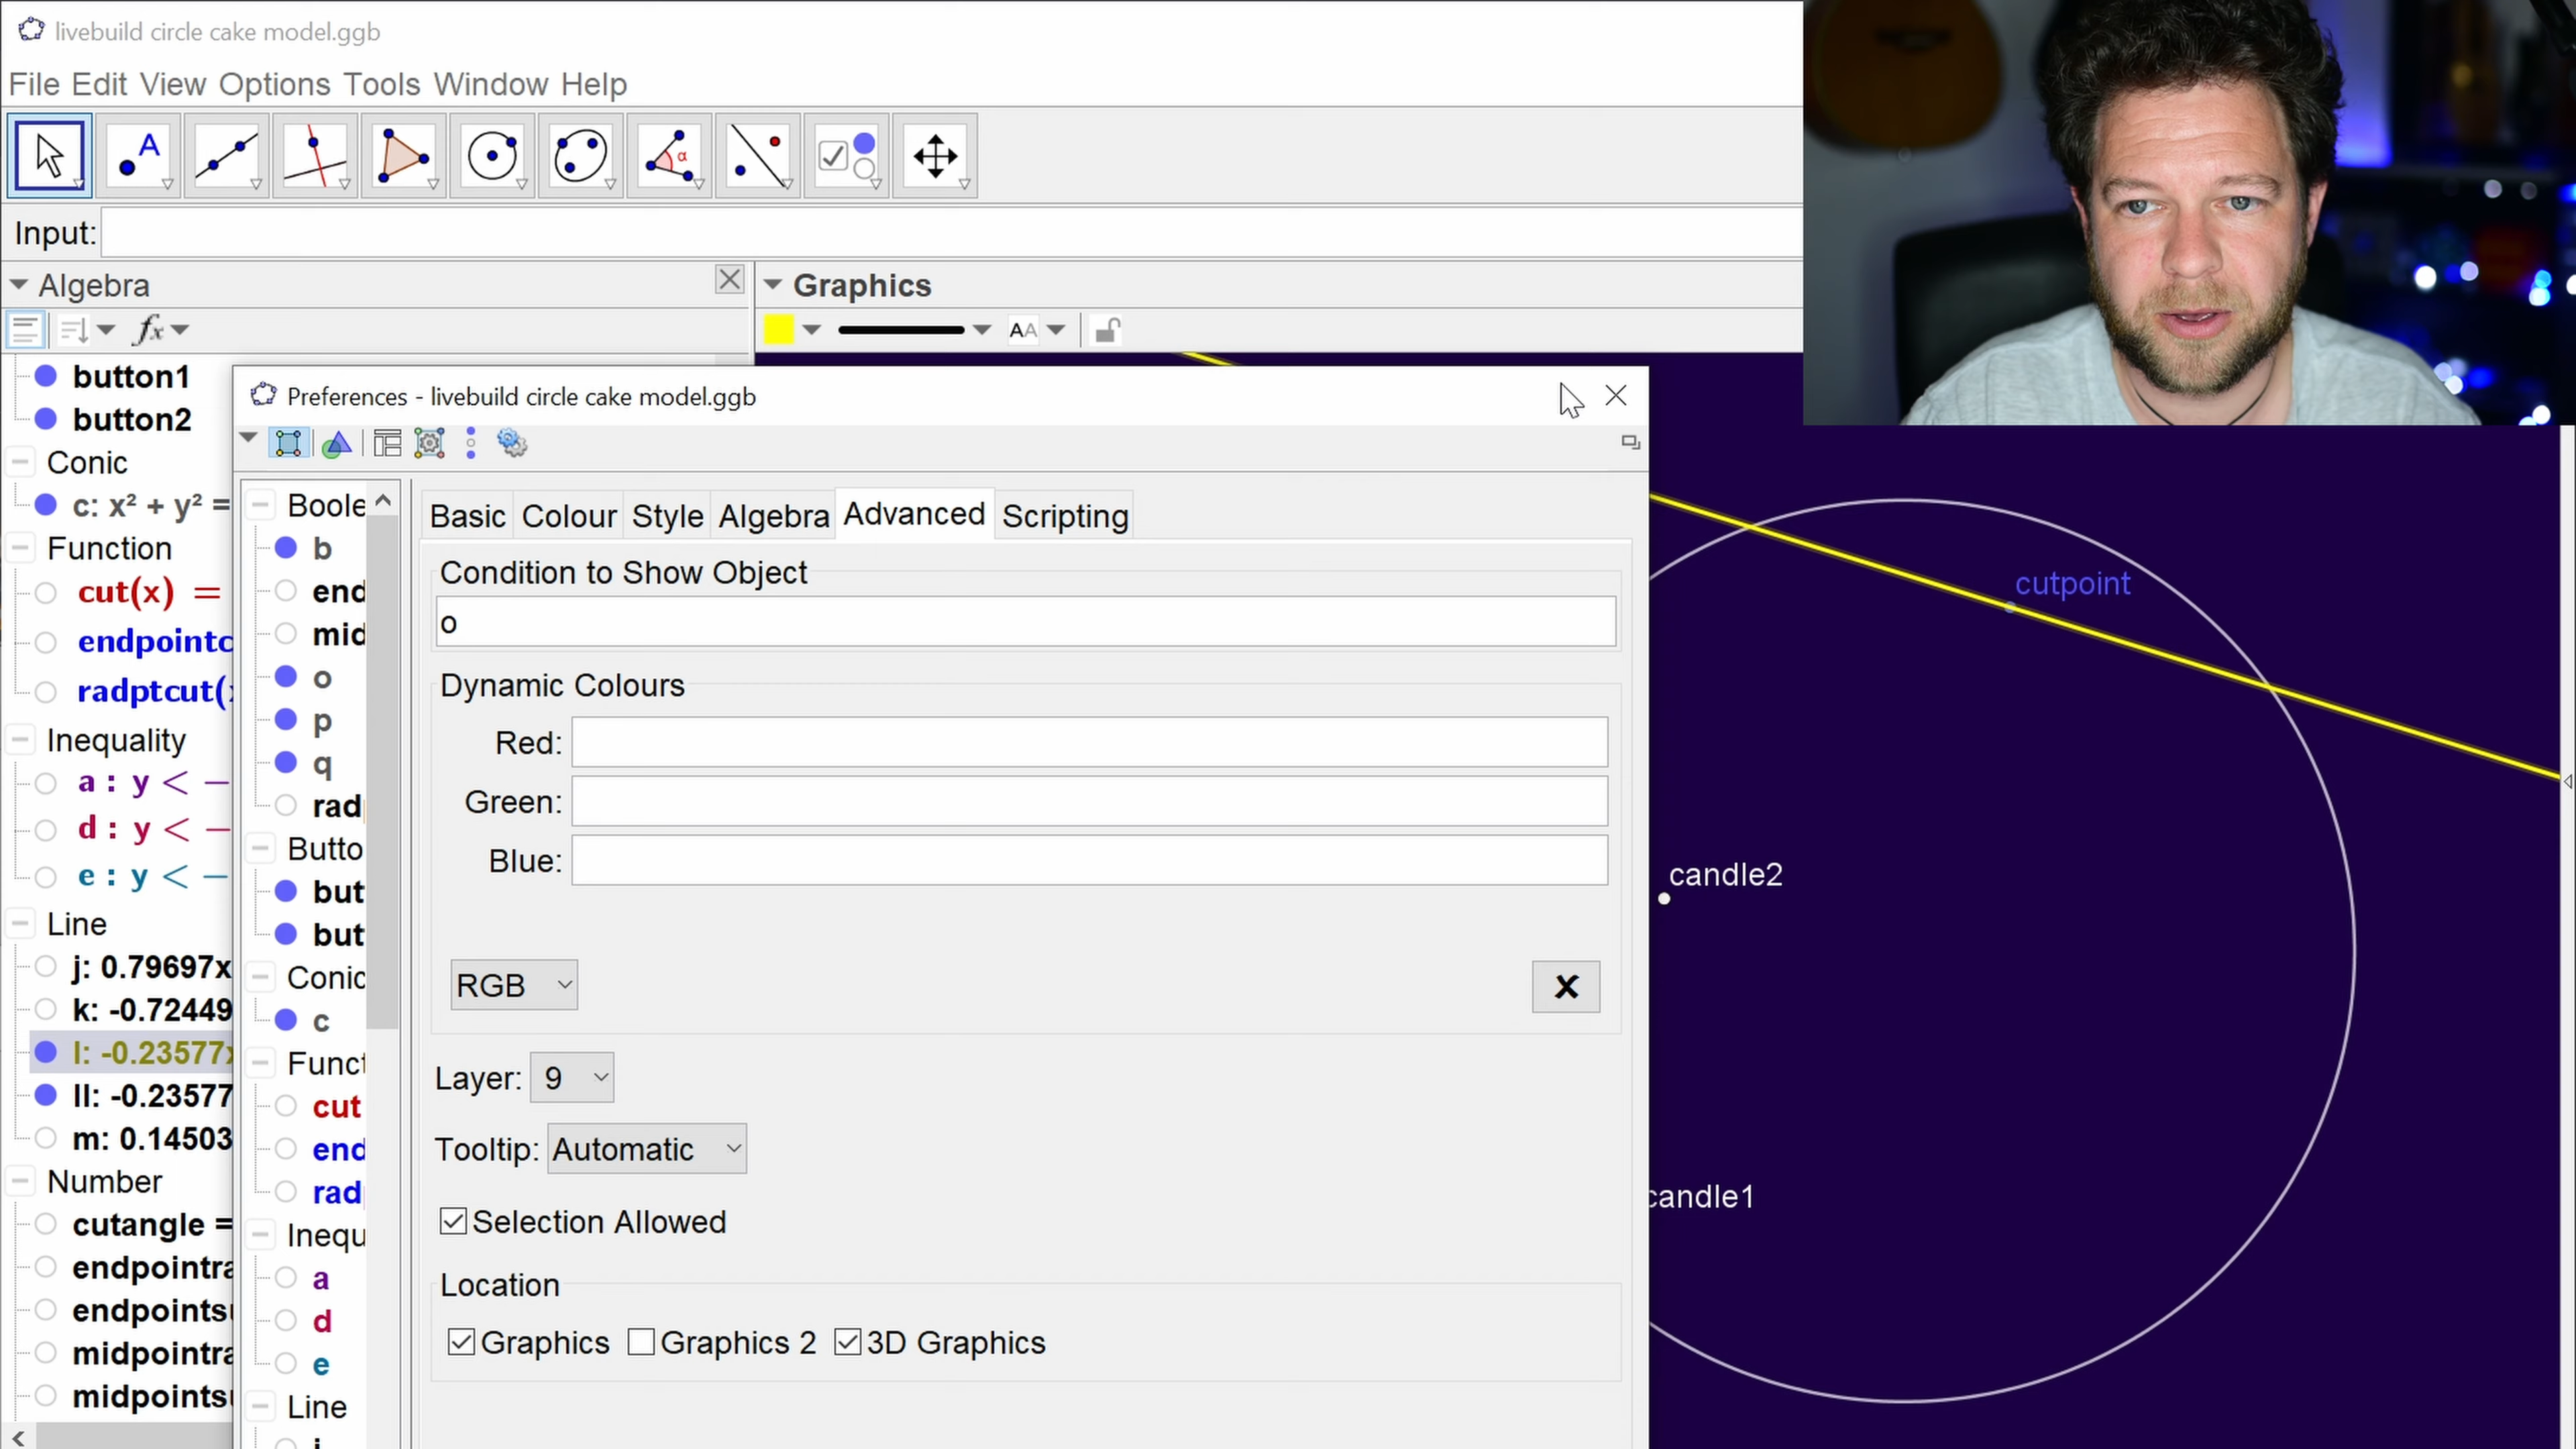 livebuild circle cake model.ggb
File Edit View Options Tools Window Help
A
α
Input:
Algebra
Graphics
fx
AA
button1
button2
Conic
c: x² + y² =
Function
cut(x) =
endpointc
radptcut(
Inequality
a : y < −
d : y < −
e : y < −
Line
j: 0.79697x
k: -0.72449
l: -0.23577
ll: -0.23577
m: 0.14503
Number
cutangle =
endpointra
endpointsu
midpointra
midpointsu
Preferences - livebuild circle cake model.ggb
Boole
b
end
mid
o
p
q
rad
Butto
but
but
Conic
c
Funct
cut
end
rad
Inequ
a
d
e
Line
Basic Colour Style Algebra Advanced Scripting
Condition to Show Object
o
Dynamic Colours
Red:
Green:
Blue:
RGB
x
Layer: 9
Tooltip: Automatic
Selection Allowed
Location
Graphics Graphics 2 3D Graphics
cutpoint
candle2
candle1